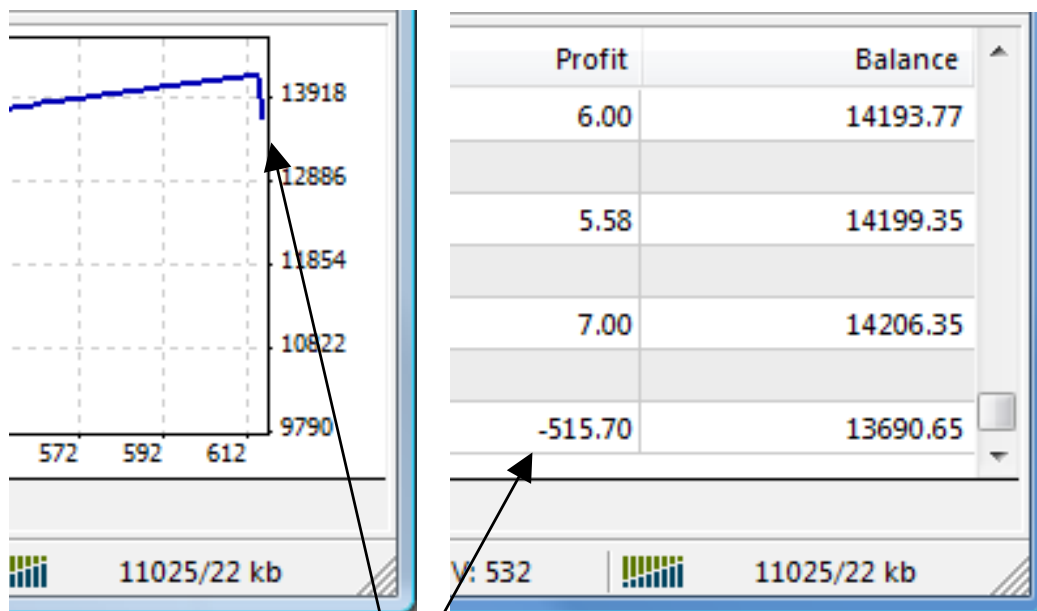 13918
12886
11854
10822
9790
572 592 612
11025/22 kb
Profit Balance
6.00 14193.77
5.58 14199.35
7.00 14206.35
-515.70 13690.65
V: 532 11025/22 kb